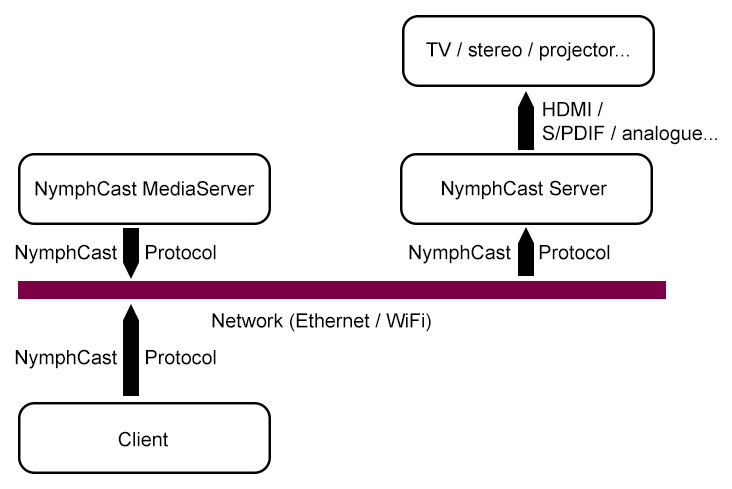 TV / stereo / projector...
HDMI /
S/PDIF / analogue...
NymphCast MediaServer
NymphCast Server
NymphCast Protocol
NymphCast Protocol
Network (Ethernet / WiFi)
NymphCast Protocol
Client